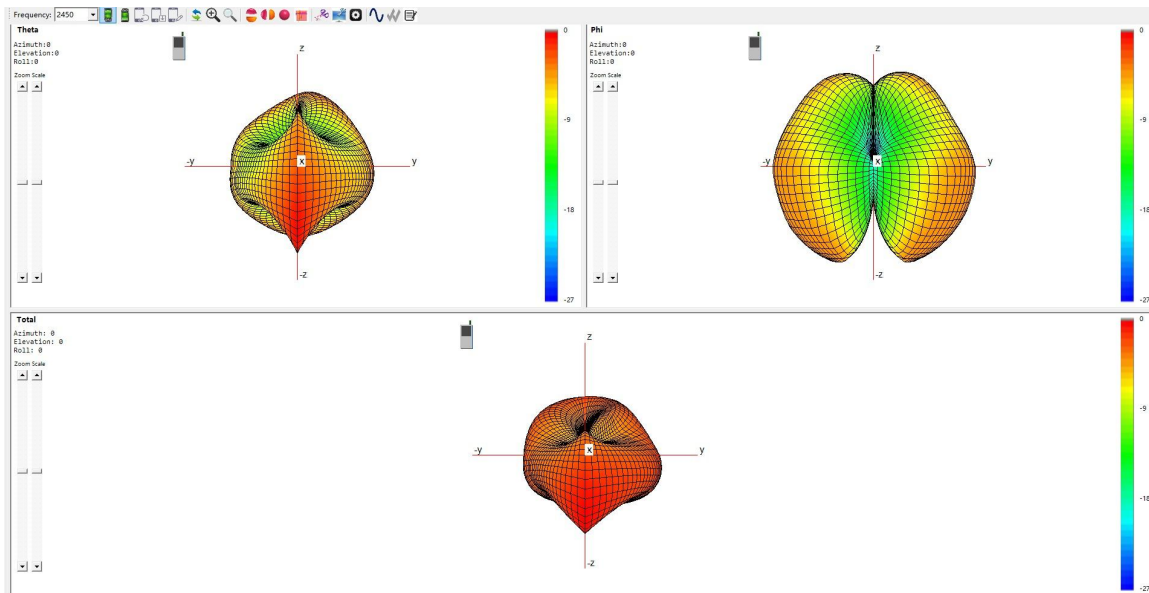 Frequency: 2450
Theta
Azimuth:0
Elevation:0
Roll:0
Zoom Scale
z
-y
x
y
-z
0
-9
-18
-27
Phi
Azimuth:0
Elevation:0
Roll:0
Zoom Scale
z
-y
x
y
-z
0
-9
-18
-27
Total
Azimuth: 0
Elevation: 0
Roll: 0
Zoom Scale
z
-y
x
y
-z
0
-9
-18
-27